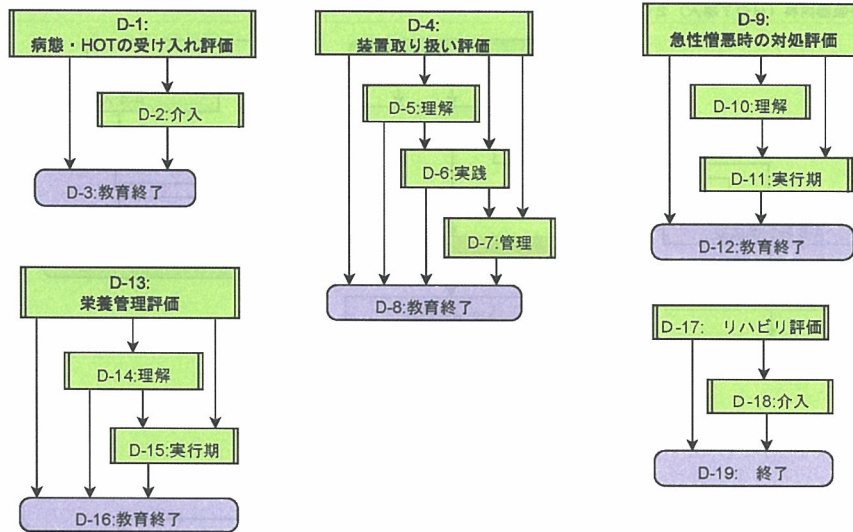 D-1:
病態・HOTの受け入れ評価
D-2:介入
D-3:教育終了
D-4:
装置取り扱い評価
D-5:理解
D-6:実践
D-7:管理
D-8:教育終了
D-9:
急性憎悪時の対処評価
D-10:理解
D-11:実行期
D-12:教育終了
D-13:
栄養管理評価
D-14:理解
D-15:実行期
D-16:教育終了
D-17:　リハビリ評価
D-18:介入
D-19:　終了